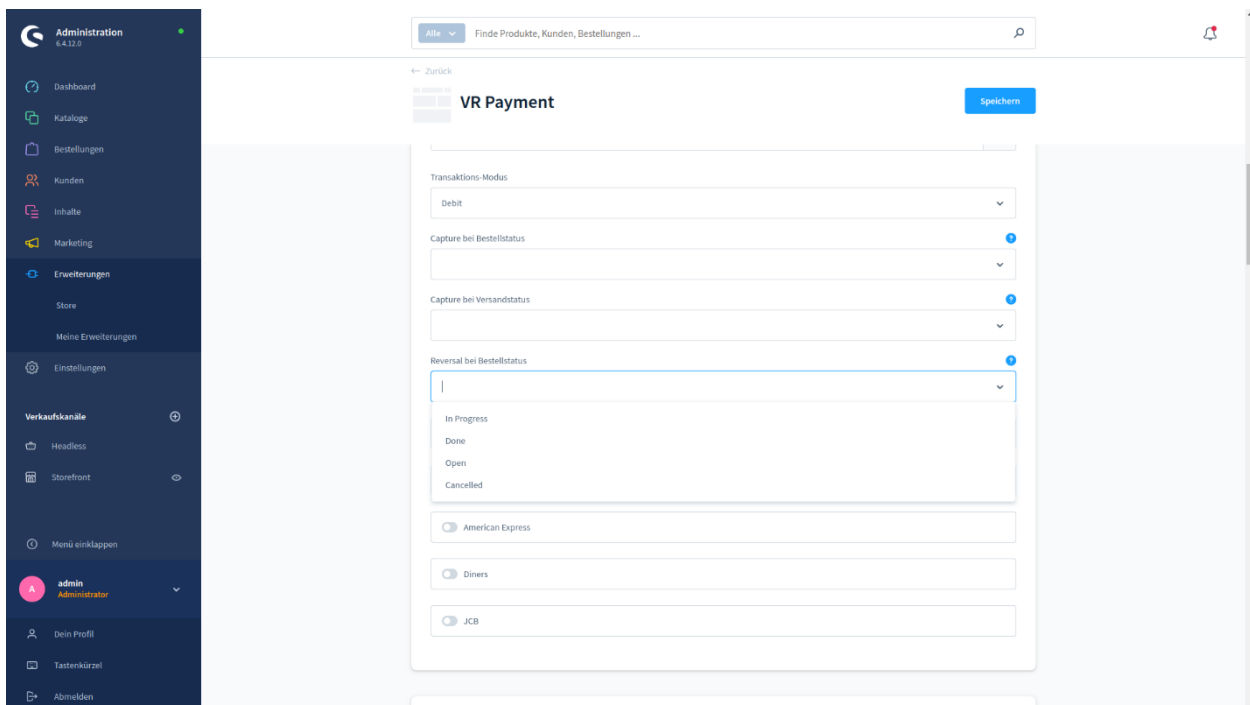 Administration
6.4.12.0
Dashboard
Kataloge
Bestellungen
Kunden
Inhalte
Marketing
Erweiterungen
Store
Meine Erweiterungen
Einstellungen
Verkaufskanäle
Headless
Storefront
Menü einklappen
A
admin
Administrator
Dein Profil
Tastenkürzel
Abmelden
Alle
Finde Produkte, Kunden, Bestellungen ...
← Zurück
VR Payment
Speichern
Transaktions-Modus
Debit
Capture bei Bestellstatus
?
Capture bei Versandstatus
?
Reversal bei Bestellstatus
?
In Progress
Done
Open
Cancelled
American Express
Diners
JCB